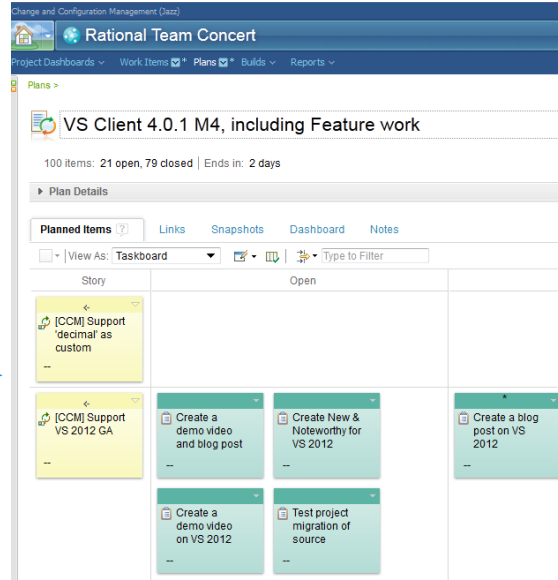 Change and Configuration Management (Jazz)
Rational Team Concert
Project Dashboards Work Items * Plans * Builds Reports
Plans >
VS Client 4.0.1 M4, including Feature work
100 items: 21 open, 79 closed | Ends in: 2 days
Plan Details
Planned Items ? Links Snapshots Dashboard Notes
View As: Taskboard Type to Filter
Story Open
[CCM] Support
'decimal' as
custom
--
[CCM] Support
VS 2012 GA
--
Create a
demo video
and blog post
--
Create New &
Noteworthy for
VS 2012
--
*
Create a blog
post on VS
2012
--
Create a
demo video
on VS 2012
--
Test project
migration of
source
--